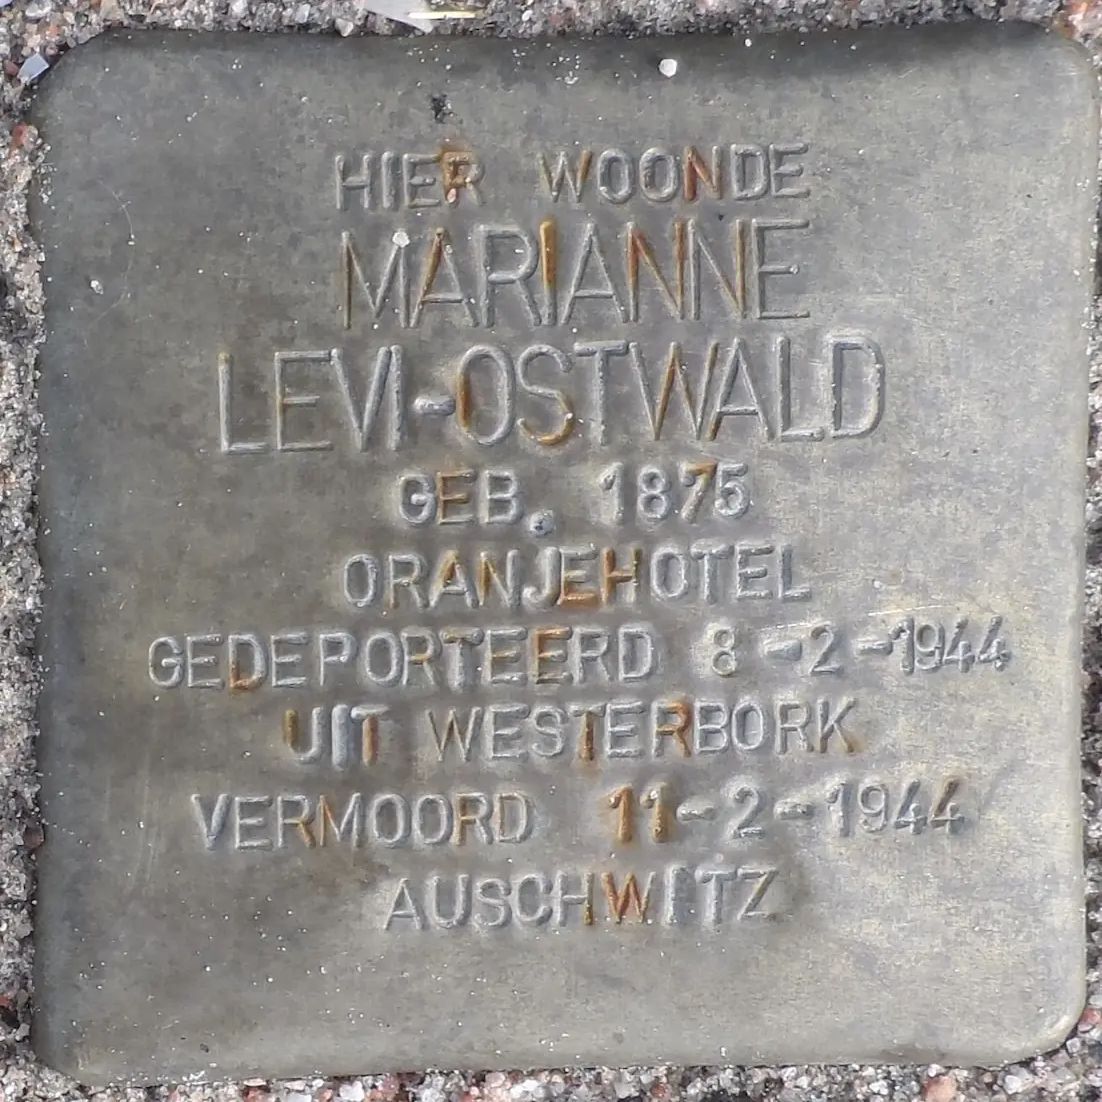 HIER WOONDE
MARIANNE
LEVI-OSTWALD
GEB. 1875
ORANJEHOTEL
GEDEPORTEERD 8-2-1944
UIT WESTERBORK
VERMOORD 11-2-1944
AUSCHWITZ